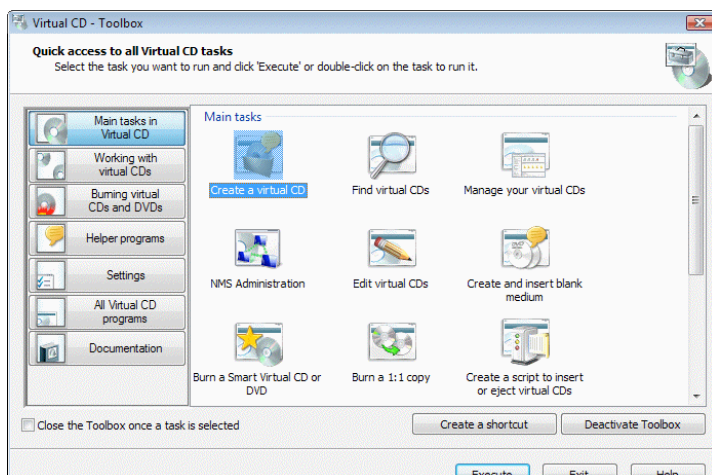 Virtual CD - Toolbox
Quick access to all Virtual CD tasks
Select the task you want to run and click 'Execute' or double-click on the task to run it.
Main tasks in
Virtual CD
Working with
virtual CDs
Burning virtual
CDs and DVDs
Helper programs
Settings
All Virtual CD
programs
Documentation
Main tasks
Create a virtual CD
Find virtual CDs
Manage your virtual CDs
NMS Administration
Edit virtual CDs
Create and insert blank
medium
Burn a Smart Virtual CD or
DVD
Burn a 1:1 copy
Create a script to insert
or eject virtual CDs
Close the Toolbox once a task is selected
Create a shortcut
Deactivate Toolbox
Execute
Exit
Help